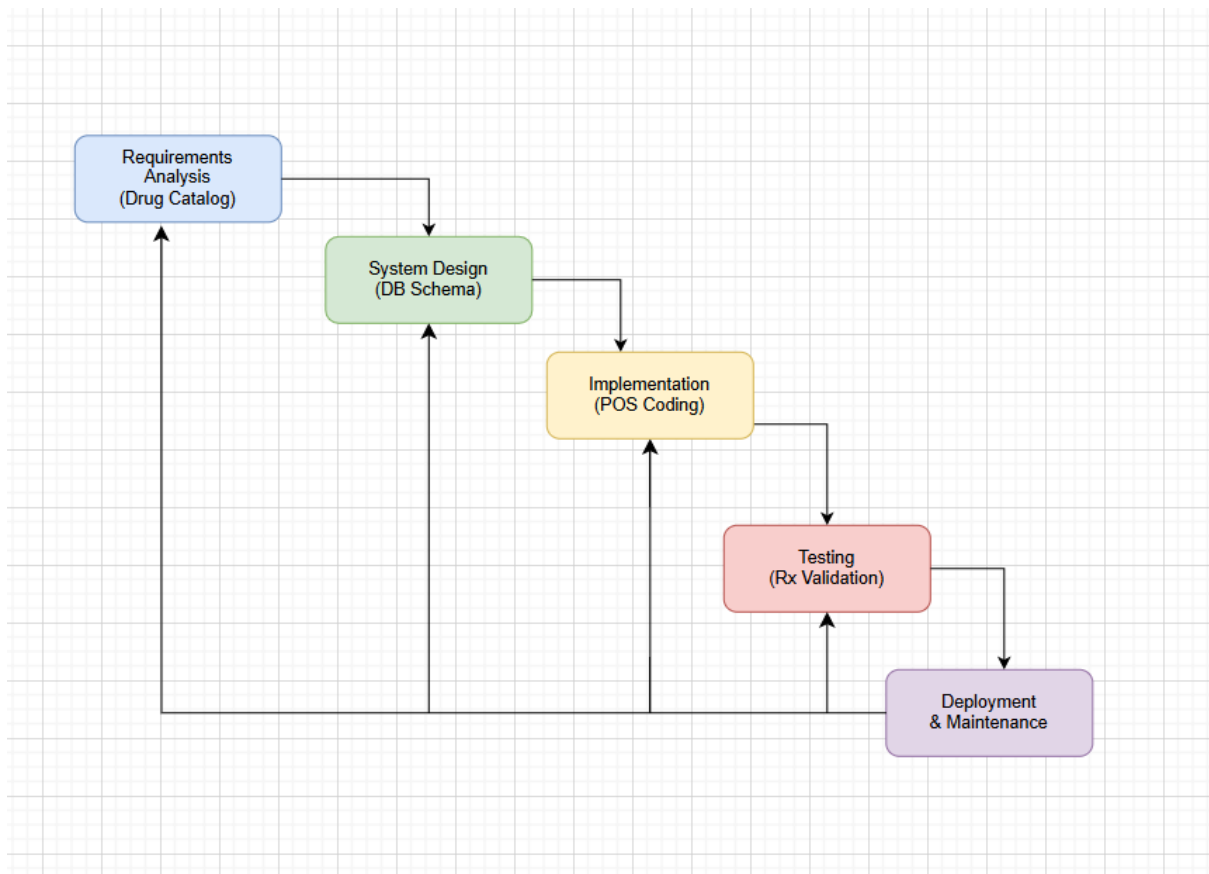 Requirements
Analysis
(Drug Catalog)
System Design
(DB Schema)
Implementation
(POS Coding)
Testing
(Rx Validation)
Deployment
& Maintenance